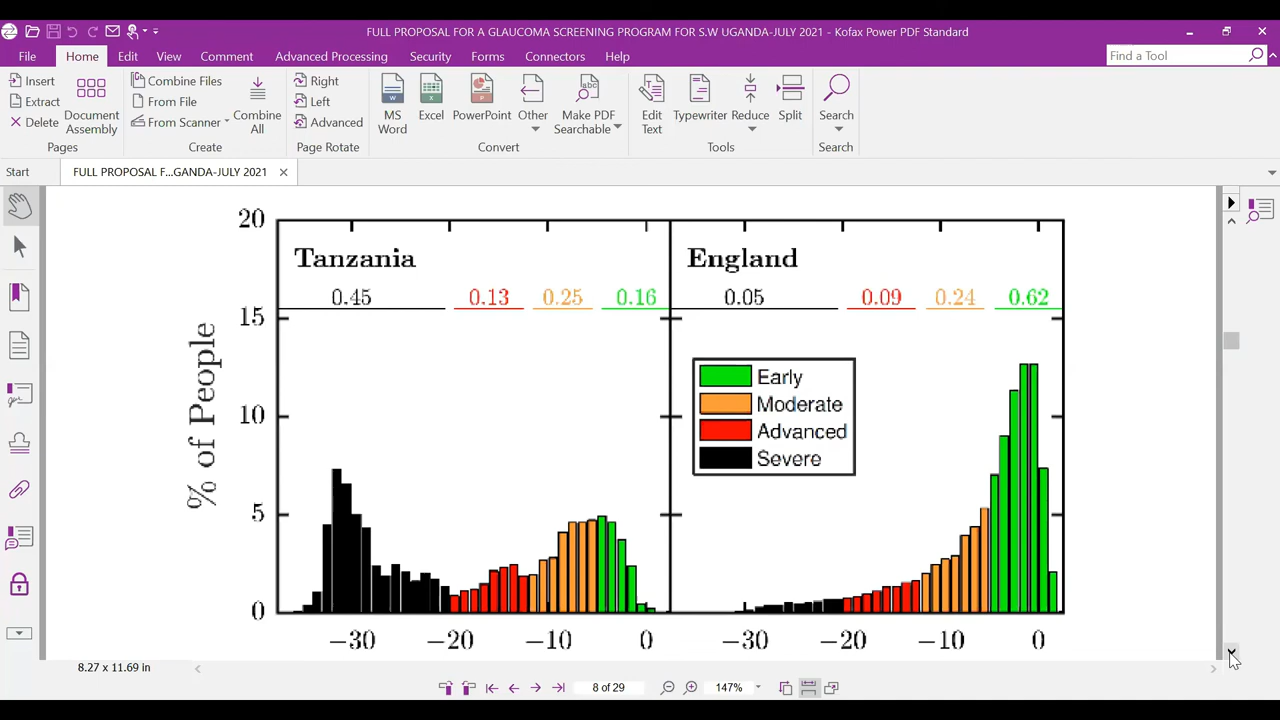 FULL PROPOSAL FOR A GLAUCOMA SCREENING PROGRAM FOR S.W UGANDA-JULY 2021 - Kofax Power PDF Standard
File Home Edit View Comment Advanced Processing Security Forms Connectors Help Find a Tool
Insert Combine Files Right
Extract From File Left
Delete From Scanner Advanced
Document Assembly
Combine All
MS Word
Excel
PowerPoint
Other
Make PDF Searchable
Edit Text
Typewriter
Reduce
Split
Search
Pages Create Page Rotate Convert Tools Search
Start FULL PROPOSAL F...GANDA-JULY 2021
20
Tanzania England
0.45 0.13 0.25 0.16 0.05 0.09 0.24 0.62
15
% of People
Early
Moderate
Advanced
Severe
10
5
0
−30 −20 −10 0 −30 −20 −10 0
8.27 x 11.69 in
8 of 29 147%